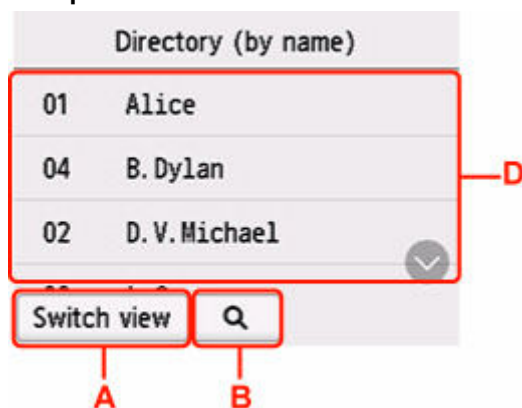 Directory (by name)
01 Alice
04 B.Dylan
D
02 D.V.Michael
Switch view
A B